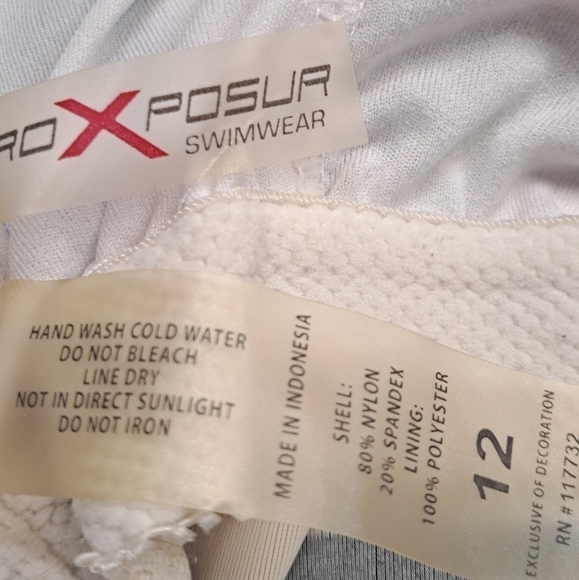 ROXPOSUR
SWIMWEAR
HAND WASH COLD WATER
DO NOT BLEACH
LINE DRY
NOT IN DIRECT SUNLIGHT
DO NOT IRON
MADE IN INDONESIA
SHELL:
80% NYLON
20% SPANDEX
LINING:
100% POLYESTER
12
EXCLUSIVE OF DECORATION
RN #117732